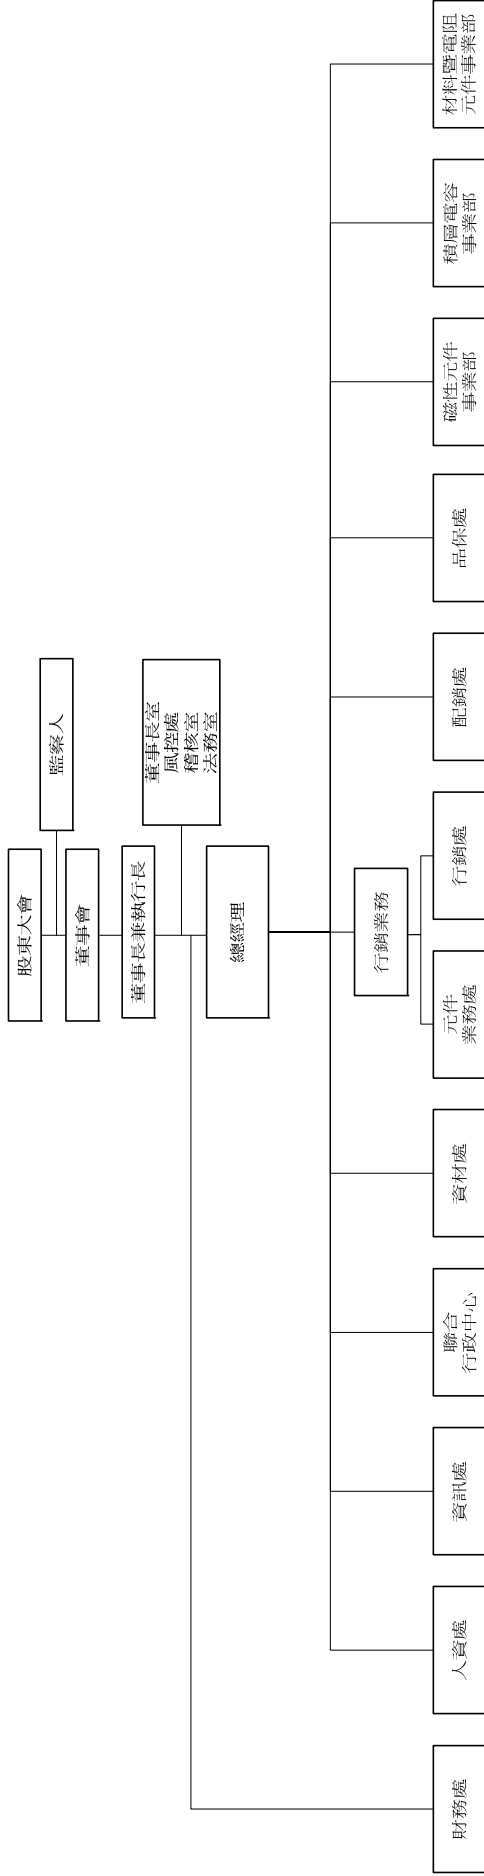 股東大會
監察人
董事會
董事長兼執行長
董事長室
風控處
稽核室
法務室
總經理
行銷業務
財務處
人資處
資訊處
聯合
行政中心
資材處
元件
業務處
行銷處
配銷處
品保處
磁性元件
事業部
積層電容
事業部
材料暨電阻
元件事業部